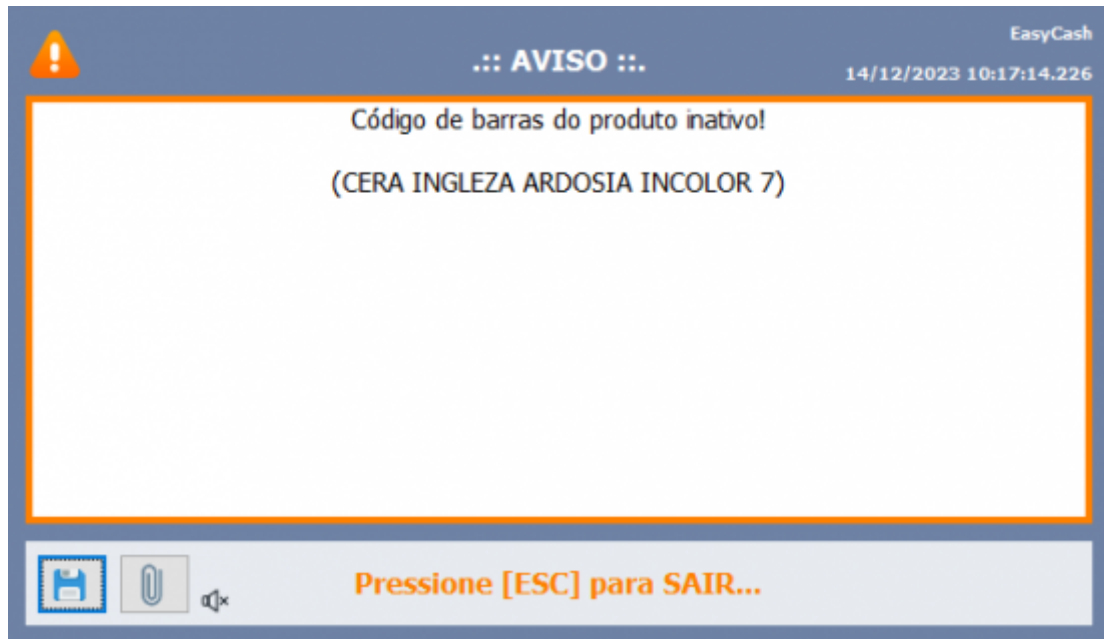 EasyCash
.:: AVISO ::.
14/12/2023 10:17:14.226
Código de barras do produto inativo!
(CERA INGLEZA ARDOSIA INCOLOR 7)
Pressione [ESC] para SAIR...